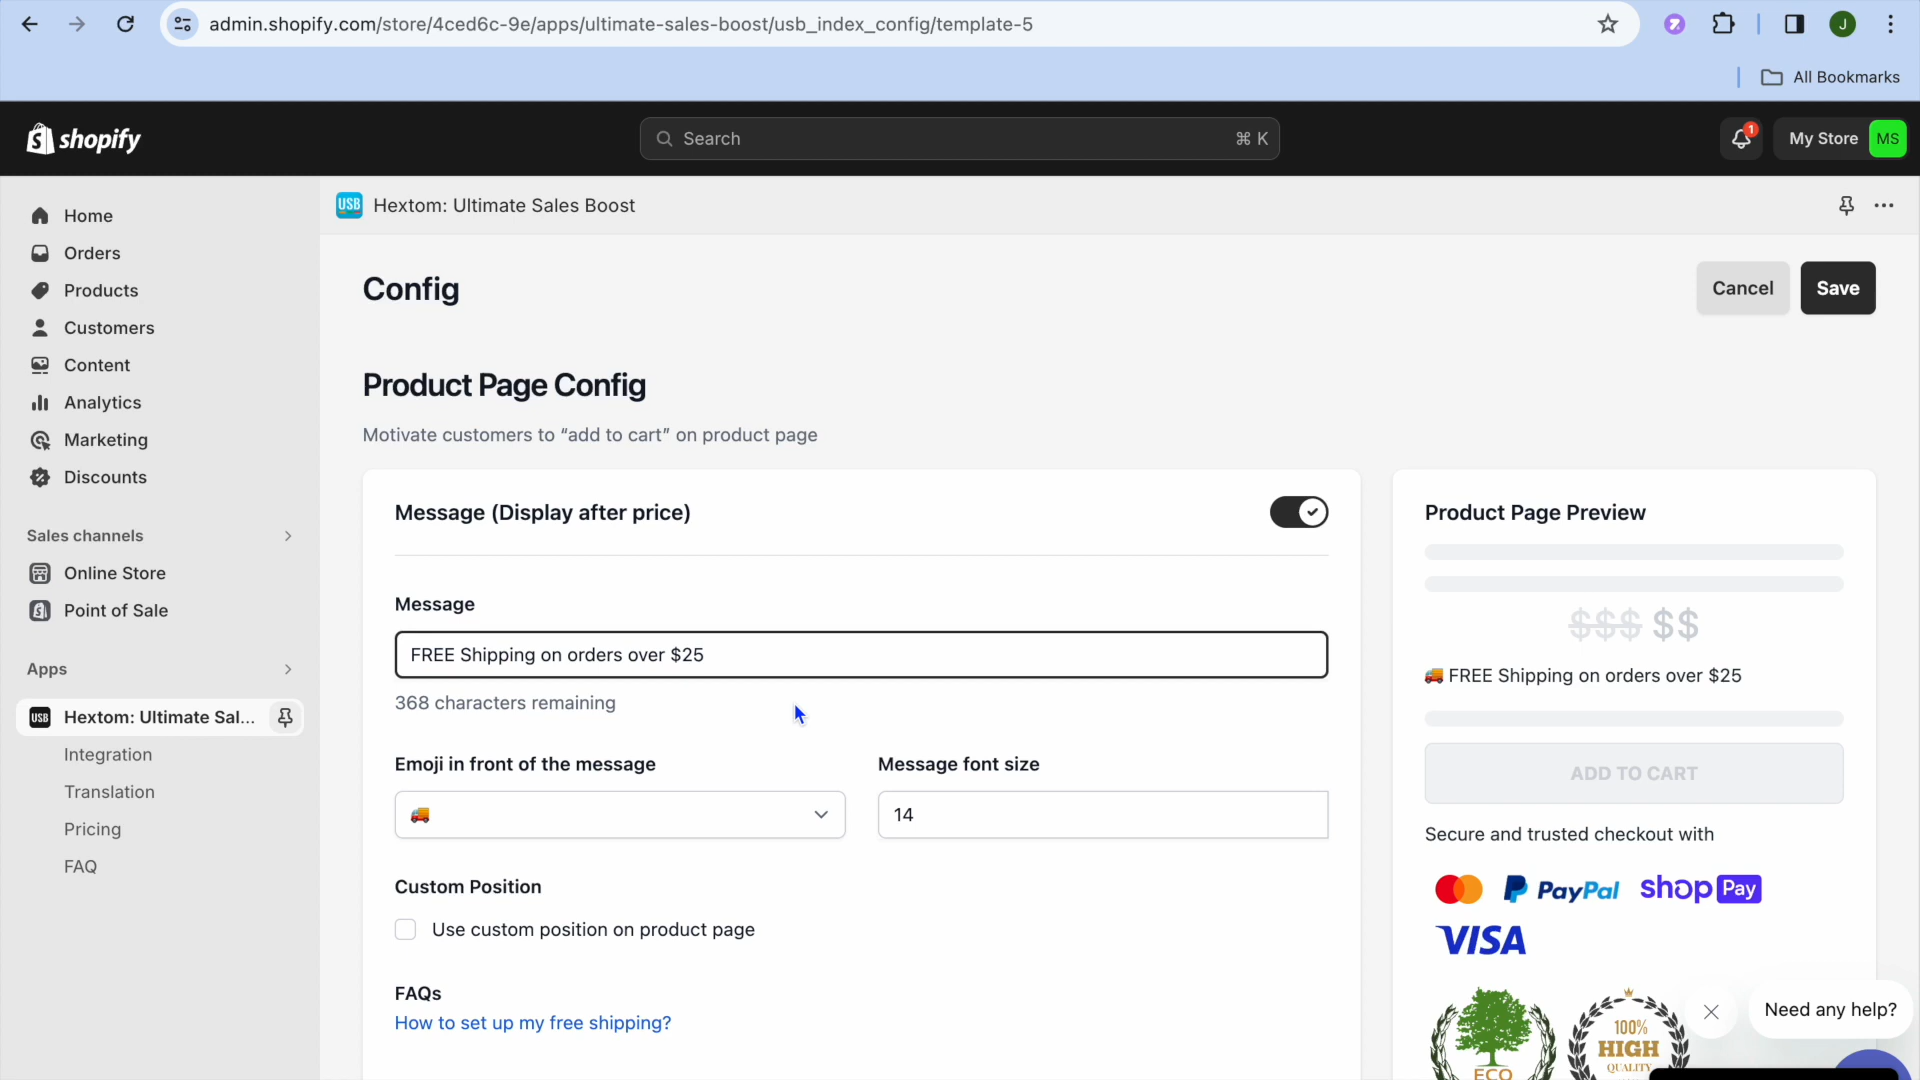 admin.shopify.com/store/4ced6c-9e/apps/ultimate-sales-boost/usb_index_config/template-5
J
All Bookmarks
shopify
Search
⌘ K
1
My Store
MS
Home
Orders
Products
Customers
Content
Analytics
Marketing
Discounts
Sales channels
Online Store
Point of Sale
Apps
USB
Hextom: Ultimate Sal...
Integration
Translation
Pricing
FAQ
USB
Hextom: Ultimate Sales Boost
Config
Cancel
Save
Product Page Config
Motivate customers to “add to cart” on product page
Message (Display after price)
Message
FREE Shipping on orders over $25
368 characters remaining
Emoji in front of the message
Message font size
🚚
14
Custom Position
Use custom position on product page
FAQs
How to set up my free shipping?
Product Page Preview
$$$ $$
🚚 FREE Shipping on orders over $25
ADD TO CART
Secure and trusted checkout with
PayPal
shop Pay
VISA
ECO
100%
HIGH
QUALITY
Need any help?